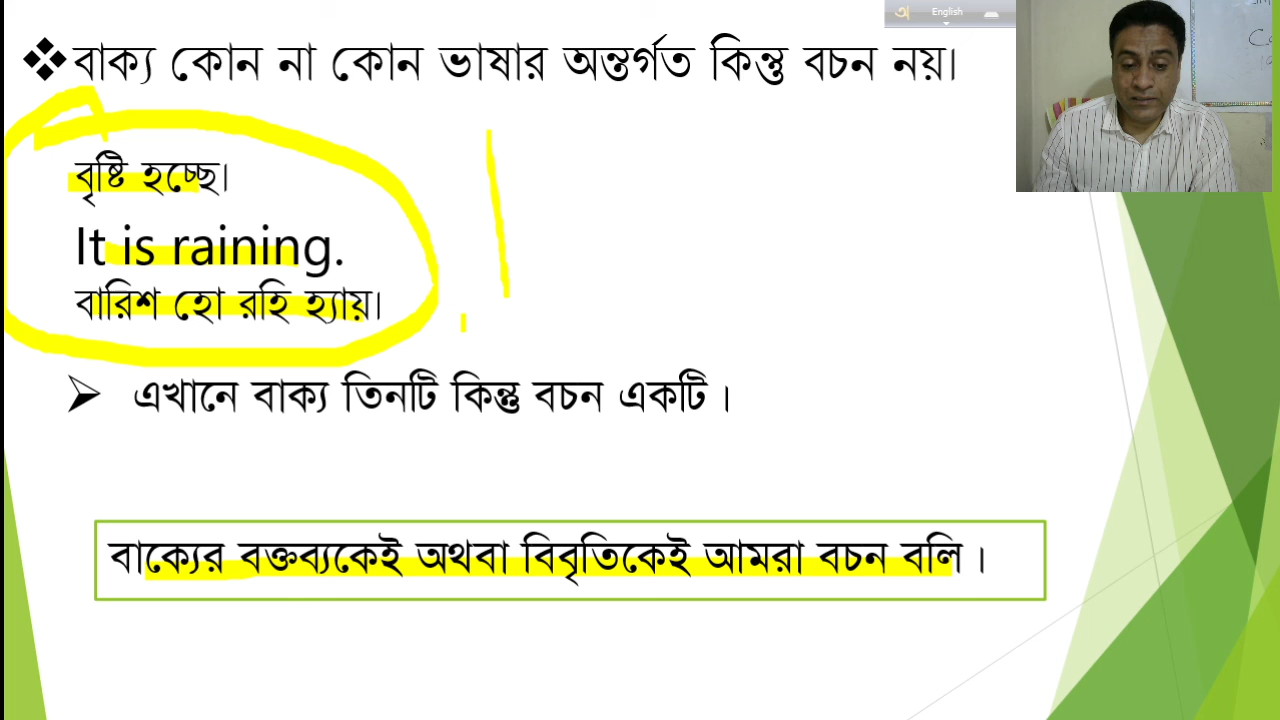 অ English
❖বাক্য কোন না কোন ভাষার অন্তর্গত কিন্তু বচন নয়।
বৃষ্টি হচ্ছে।
It is raining.
বারিশ হো রহি হ্যায়।
➢ এখানে বাক্য তিনটি কিন্তু বচন একটি।
বাক্যের বক্তব্যকেই অথবা বিবৃতিকেই আমরা বচন বলি।